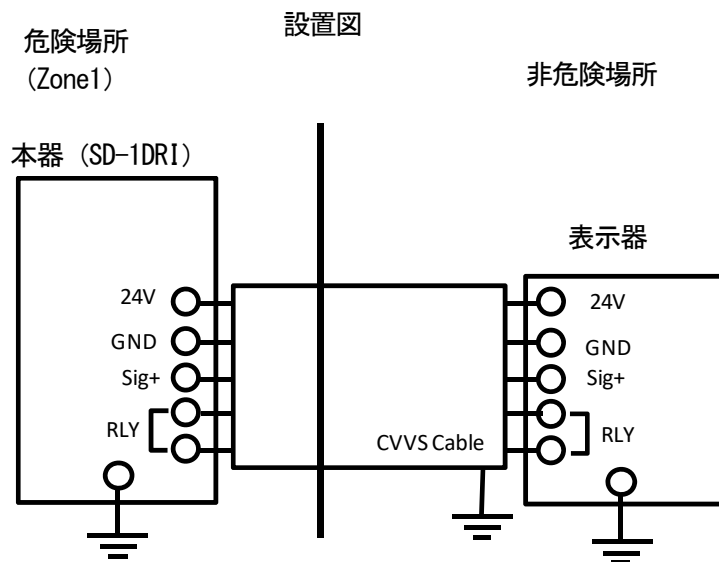 設置図
危険場所
(Zone1)
非危険場所
本器 (SD-1DRI)
表示器
24V
GND
Sig+
RLY
CVVS Cable
24V
GND
Sig+
RLY